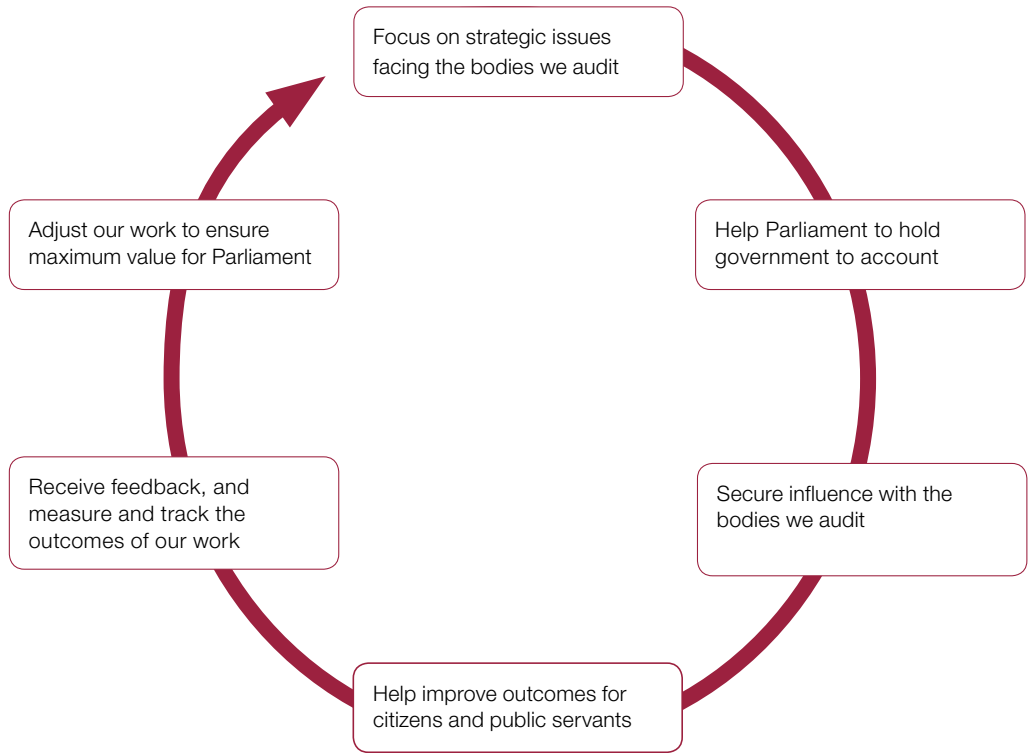 Focus on strategic issues
facing the bodies we audit
Help Parliament to hold
government to account
Secure influence with the
bodies we audit
Help improve outcomes for
citizens and public servants
Receive feedback, and
measure and track the
outcomes of our work
Adjust our work to ensure
maximum value for Parliament